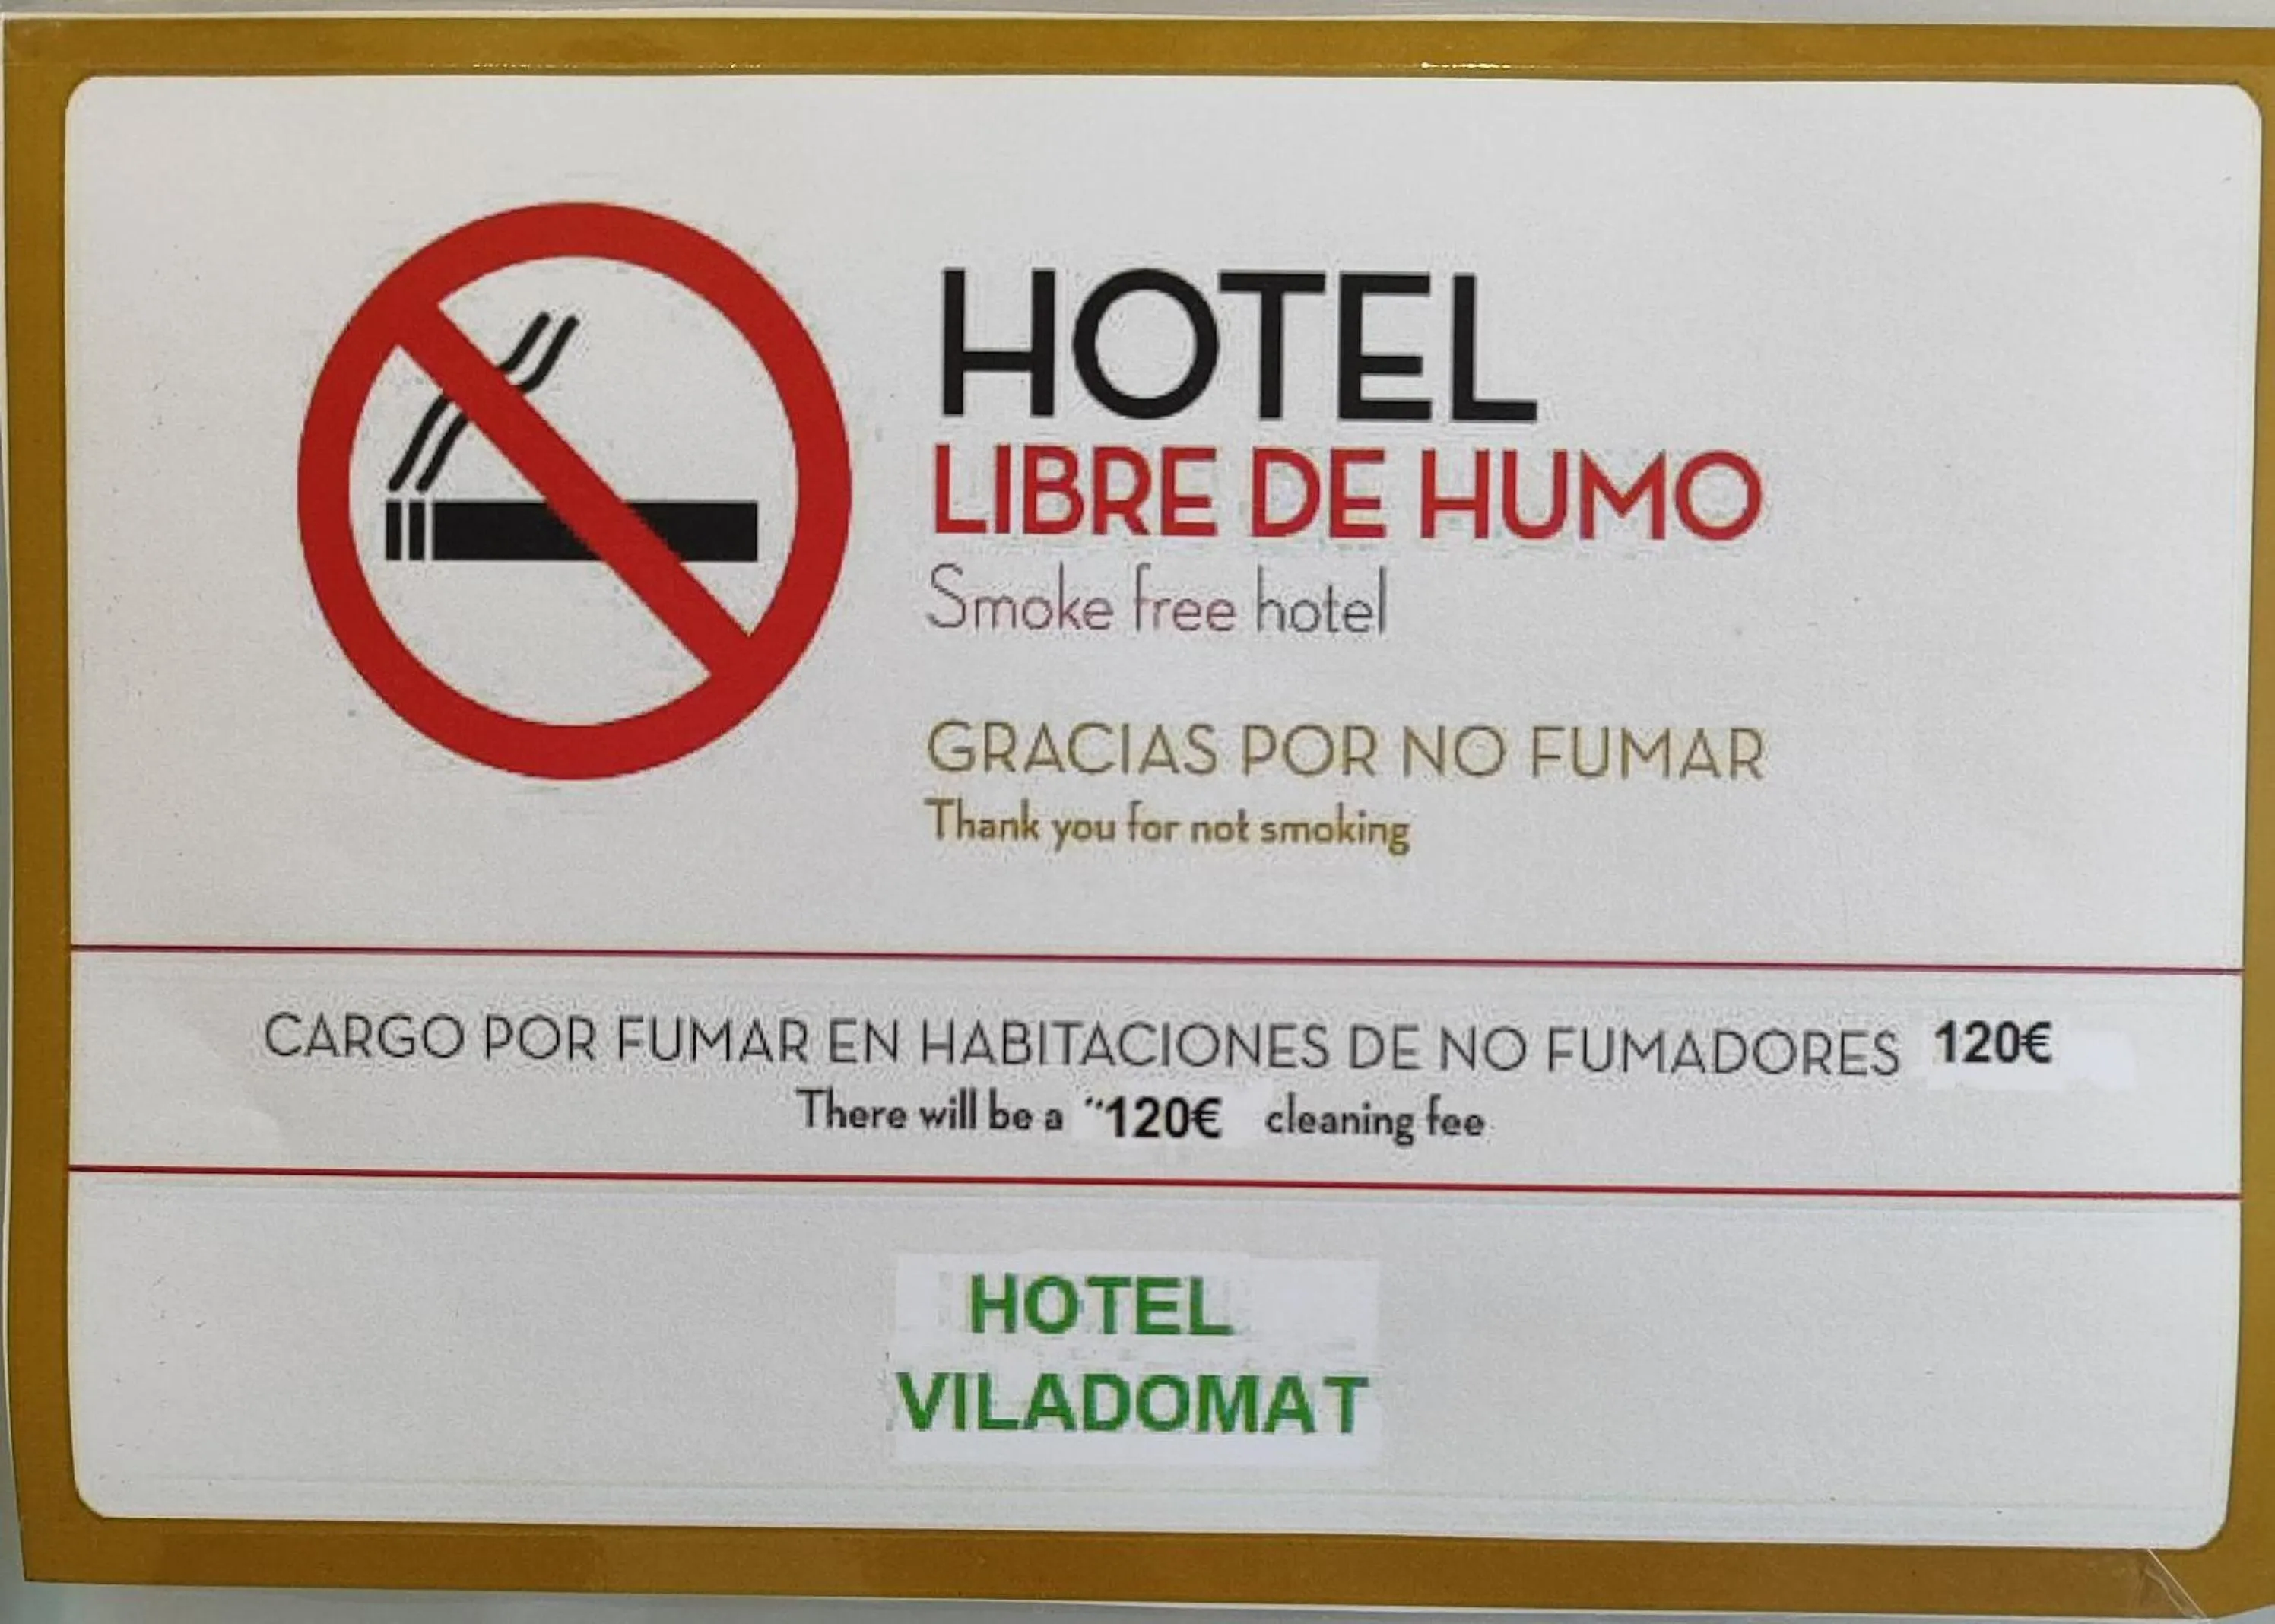 HOTEL
LIBRE DE HUMO
Smoke free hotel
GRACIAS POR NO FUMAR
Thank you for not smoking
CARGO POR FUMAR EN HABITACIONES DE NO FUMADORES 120€
There will be a "120€ cleaning fee
HOTEL
VILADOMAT